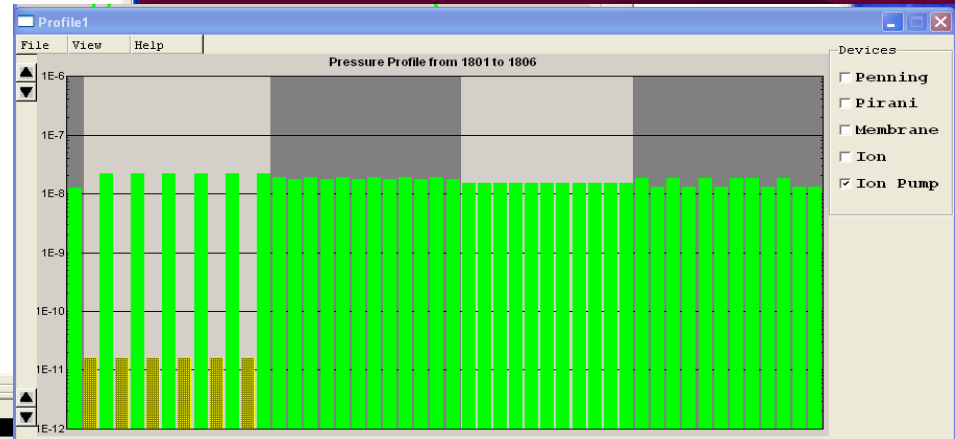 Profile1
File View Help
Pressure Profile from 1801 to 1806
1E-6
1E-7
1E-8
1E-9
1E-10
1E-11
1E-12
Devices
Penning
Pirani
Membrane
Ion
Ion Pump